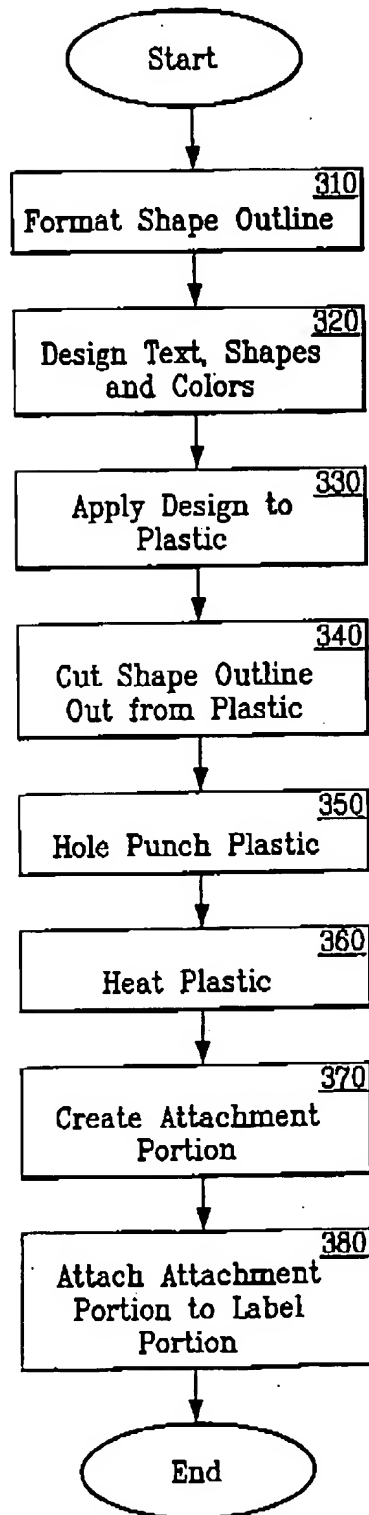 Start
310
Format Shape Outline
320
Design Text, Shapes
and Colors
330
Apply Design to
Plastic
340
Cut Shape Outline
Out from Plastic
350
Hole Punch Plastic
360
Heat Plastic
370
Create Attachment
Portion
380
Attach Attachment
Portion to Label
Portion
End